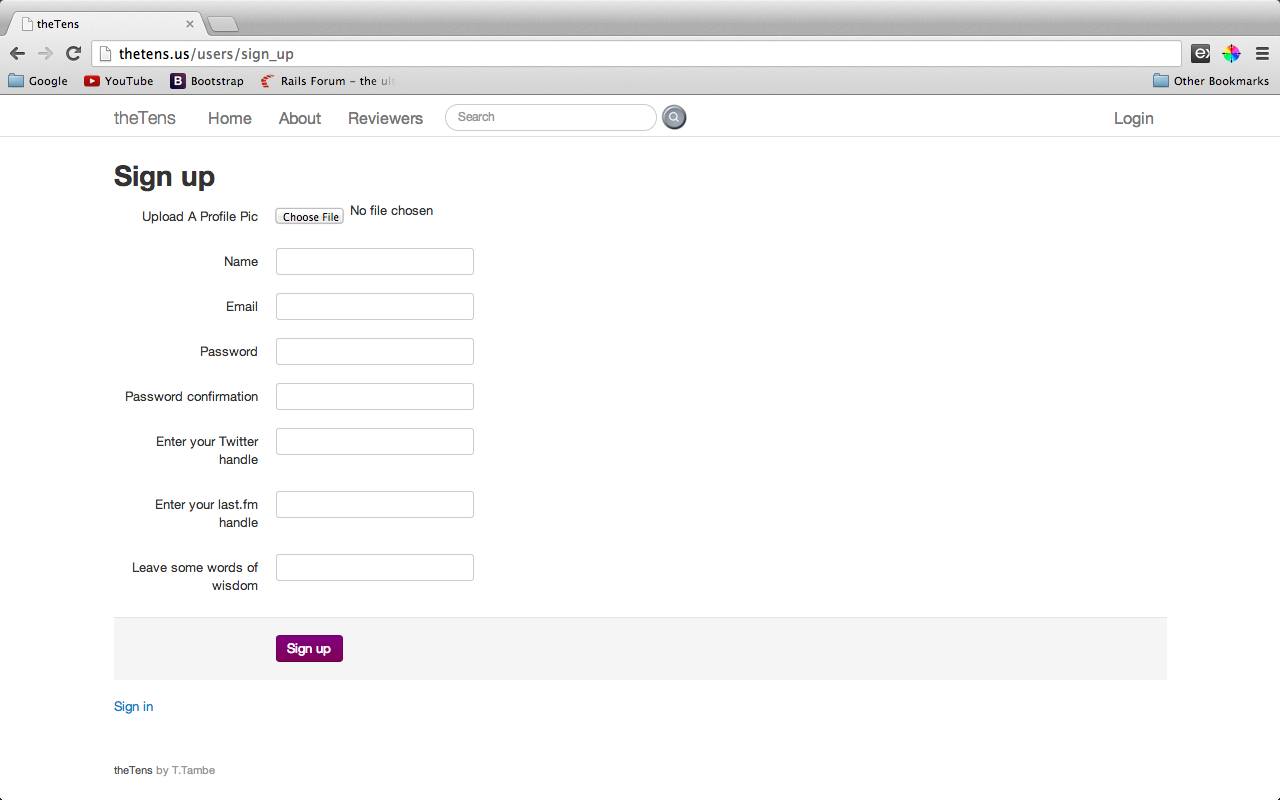 theTens
thetens.us/users/sign_up
Google YouTube B Bootstrap Rails Forum – the ult Other Bookmarks
theTens Home About Reviewers Search Login
Sign up
Upload A Profile Pic Choose File No file chosen
Name
Email
Password
Password confirmation
Enter your Twitter
handle
Enter your last.fm
handle
Leave some words of
wisdom
Sign up
Sign in
theTens by T.Tambe